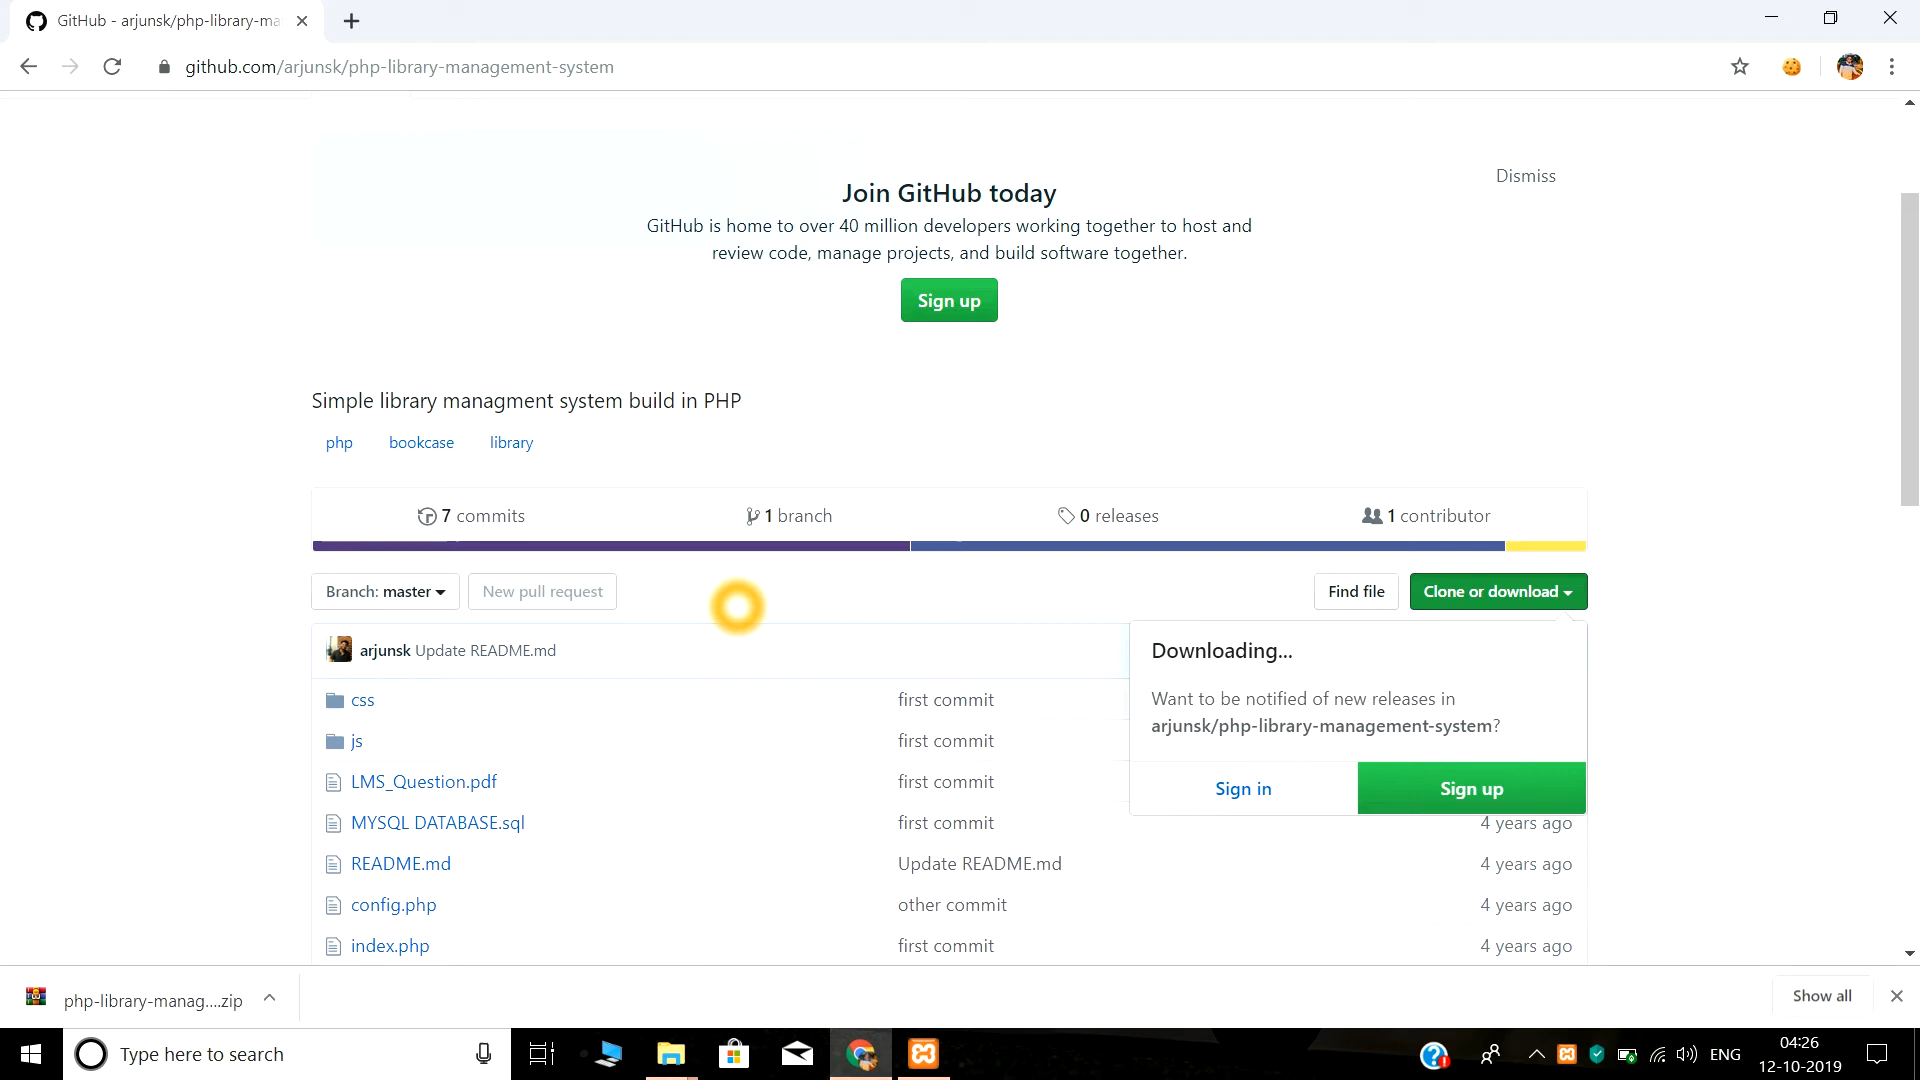 GitHub - arjunsk/php-library-ma
github.com/arjunsk/php-library-management-system
Join GitHub today
Dismiss
GitHub is home to over 40 million developers working together to host and
review code, manage projects, and build software together.
Sign up
Simple library managment system build in PHP
php bookcase library
7 commits 1 branch 0 releases 1 contributor
Branch: master New pull request Find file Clone or download
arjunsk Update README.md
Downloading...
Want to be notified of new releases in
arjunsk/php-library-management-system?
Sign in Sign up
css first commit
js first commit
LMS_Question.pdf first commit
MYSQL DATABASE.sql first commit 4 years ago
README.md Update README.md 4 years ago
config.php other commit 4 years ago
index.php first commit 4 years ago
php-library-manag....zip Show all
Type here to search
ENG
04:26
12-10-2019